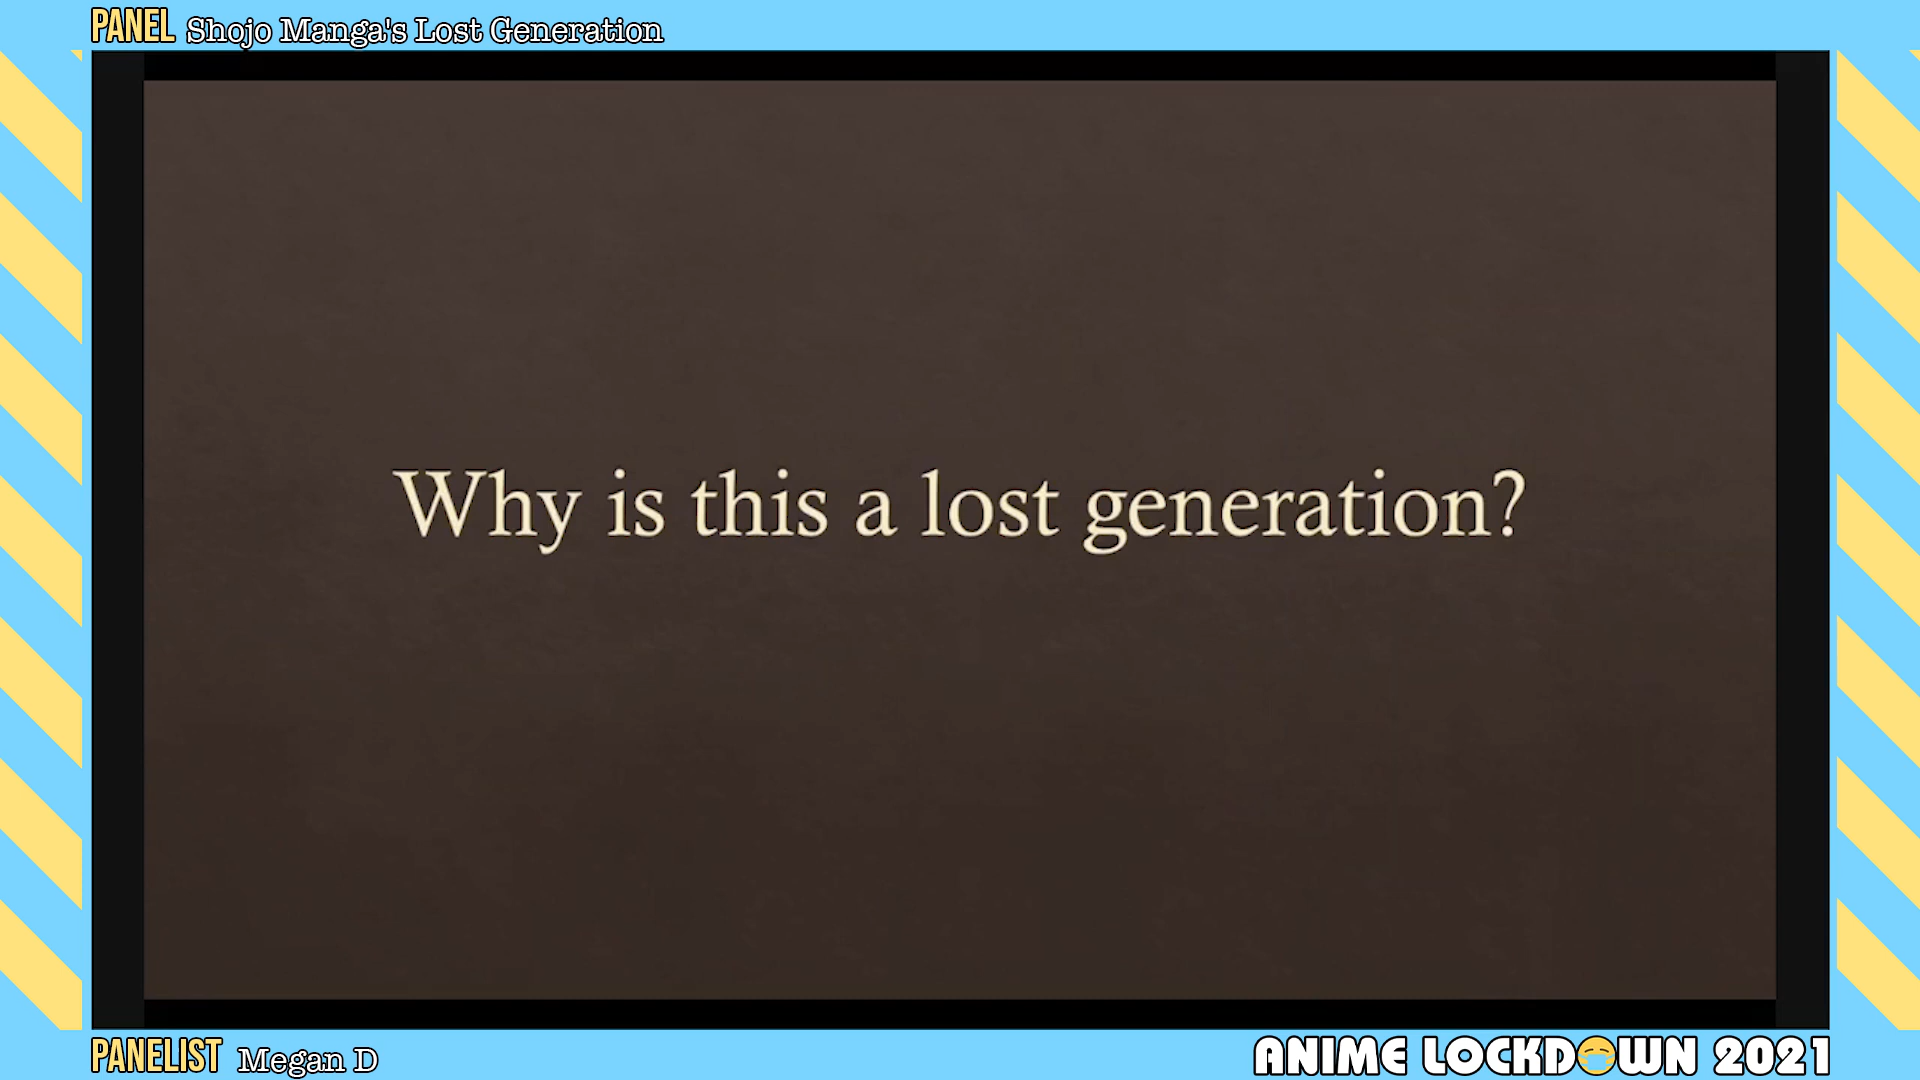 PANEL Shojo Manga's Lost Generation
Why is this a lost generation?
PANELIST Megan D
ANIME LOCKDOWN 2021